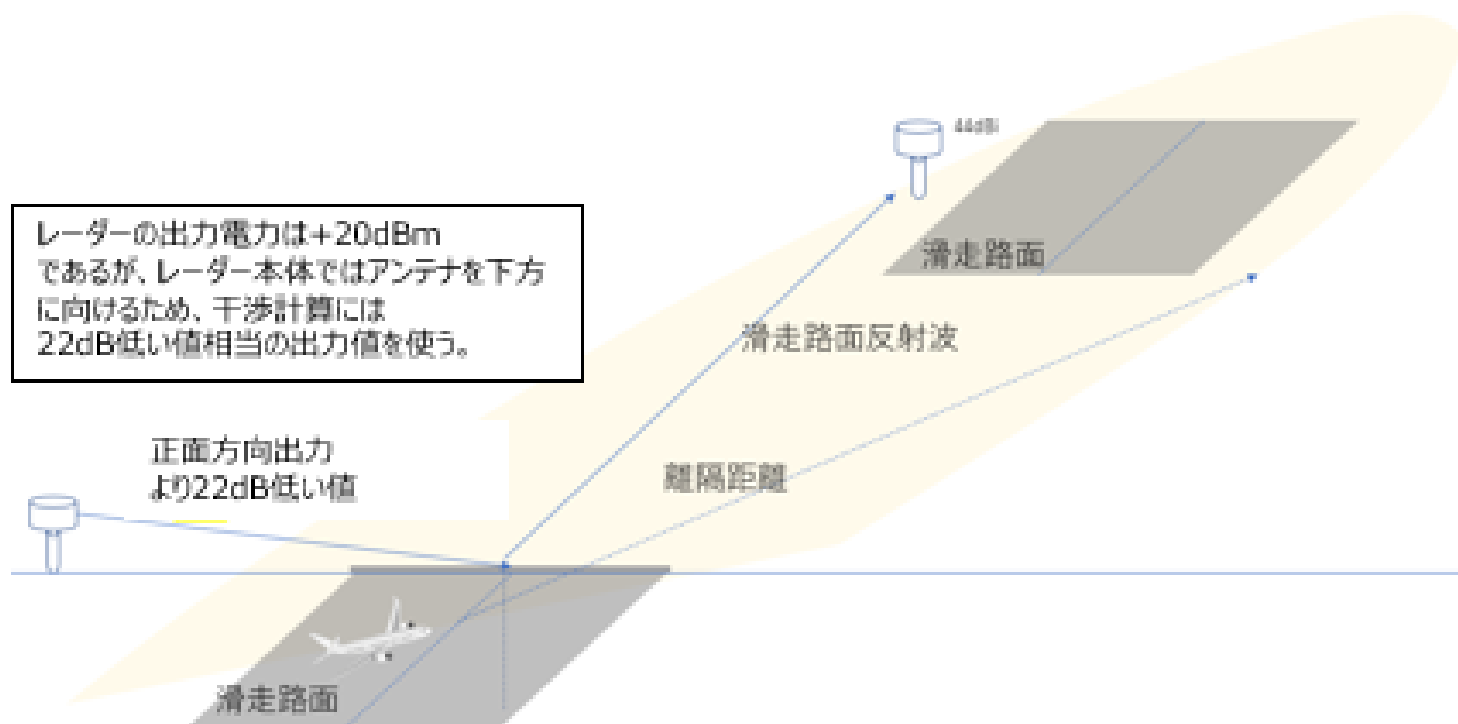 44dBi
レーダーの出力電力は+20dBm
であるが、レーダー本体ではアンテナを下方
に向けるため、干渉計算には
22dB低い値相当の出力値を使う。
滑走路面
滑走路面反射波
正面方向出力
より22dB低い値
離隔距離
滑走路面